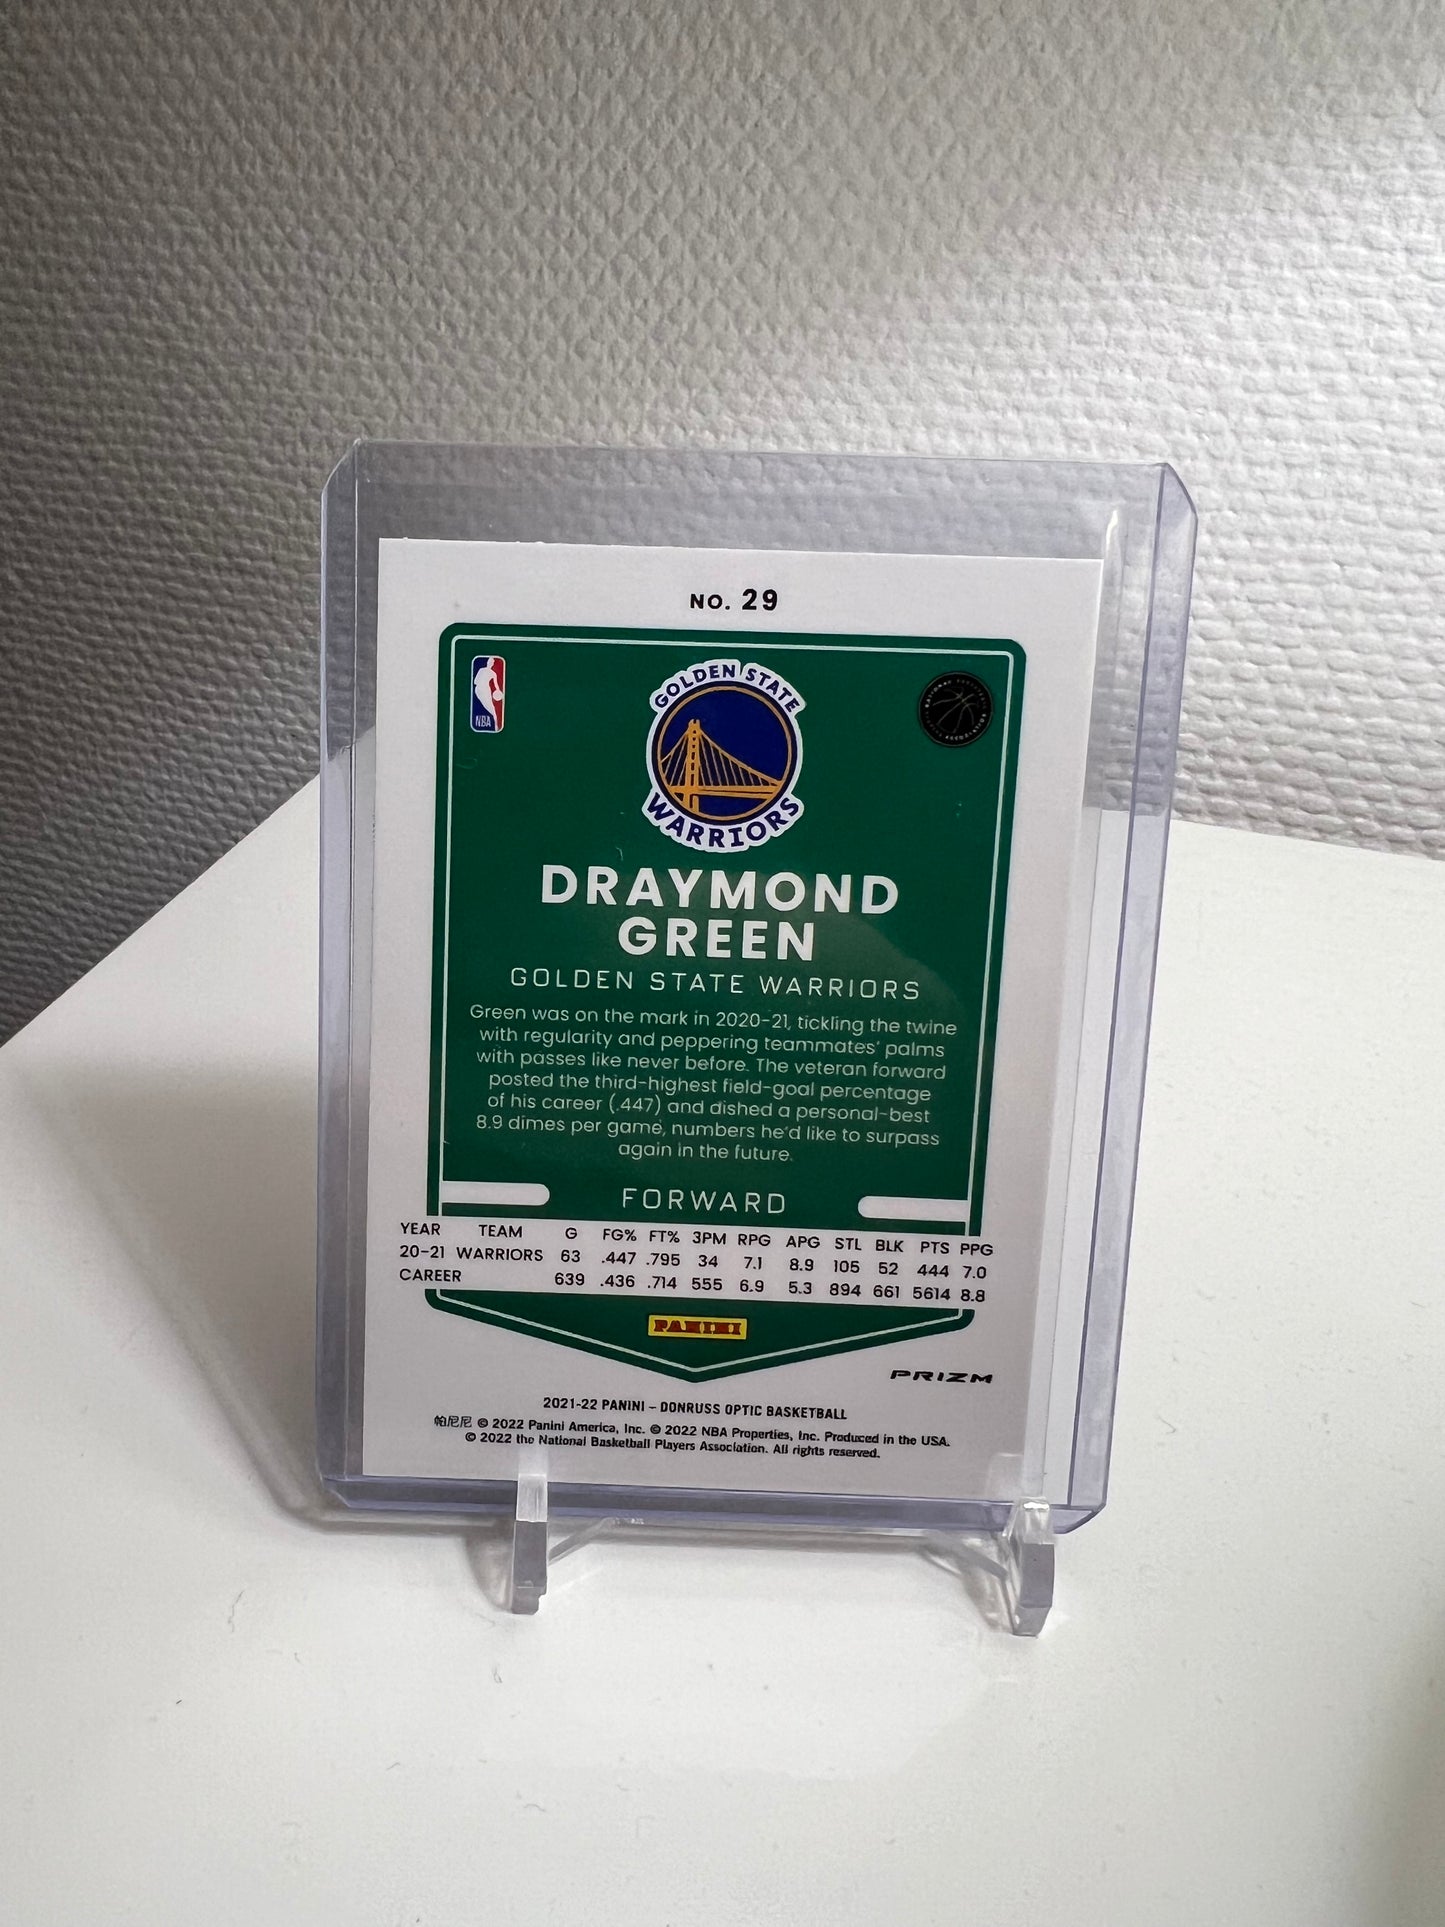 NO. 29
NBA
GOLDEN STATE
WARRIORS
DRAYMOND
GREEN
GOLDEN STATE WARRIORS
Green was on the mark in 2020-21, tickling the twine
with regularity and peppering teammates' palms
with passes like never before. The veteran forward
posted the third-highest field-goal percentage
of his career (.447) and dished a personal-best
8.9 dimes per game, numbers he'd like to surpass
again in the future.
FORWARD
YEAR TEAM G FG% FT% 3PM RPG APG STL BLK PTS PPG
20-21 WARRIORS 63 .447 .795 34 7.1 8.9 105 52 444 7.0
CAREER 639 .436 .714 555 6.9 5.3 894 661 5614 8.8
PANINI
PRIZM
2021-22 PANINI – DONRUSS OPTIC BASKETBALL
帕尼尼 © 2022 Panini America, Inc. © 2022 NBA Properties, Inc. Produced in the USA.
© 2022 the National Basketball Players Association. All rights reserved.